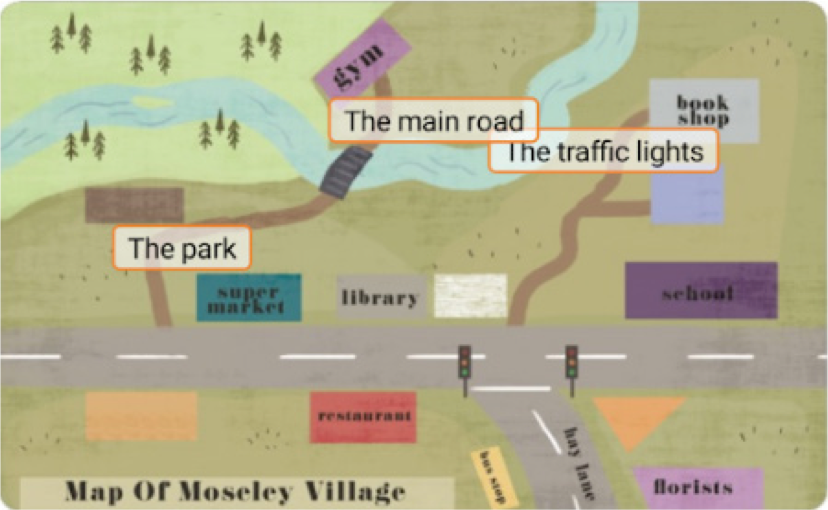 gym
The main road
book
shop
The traffic lights
The park
super
market
library
school
restaurant
hay lane
bus stop
florists
Map Of Moseley Village